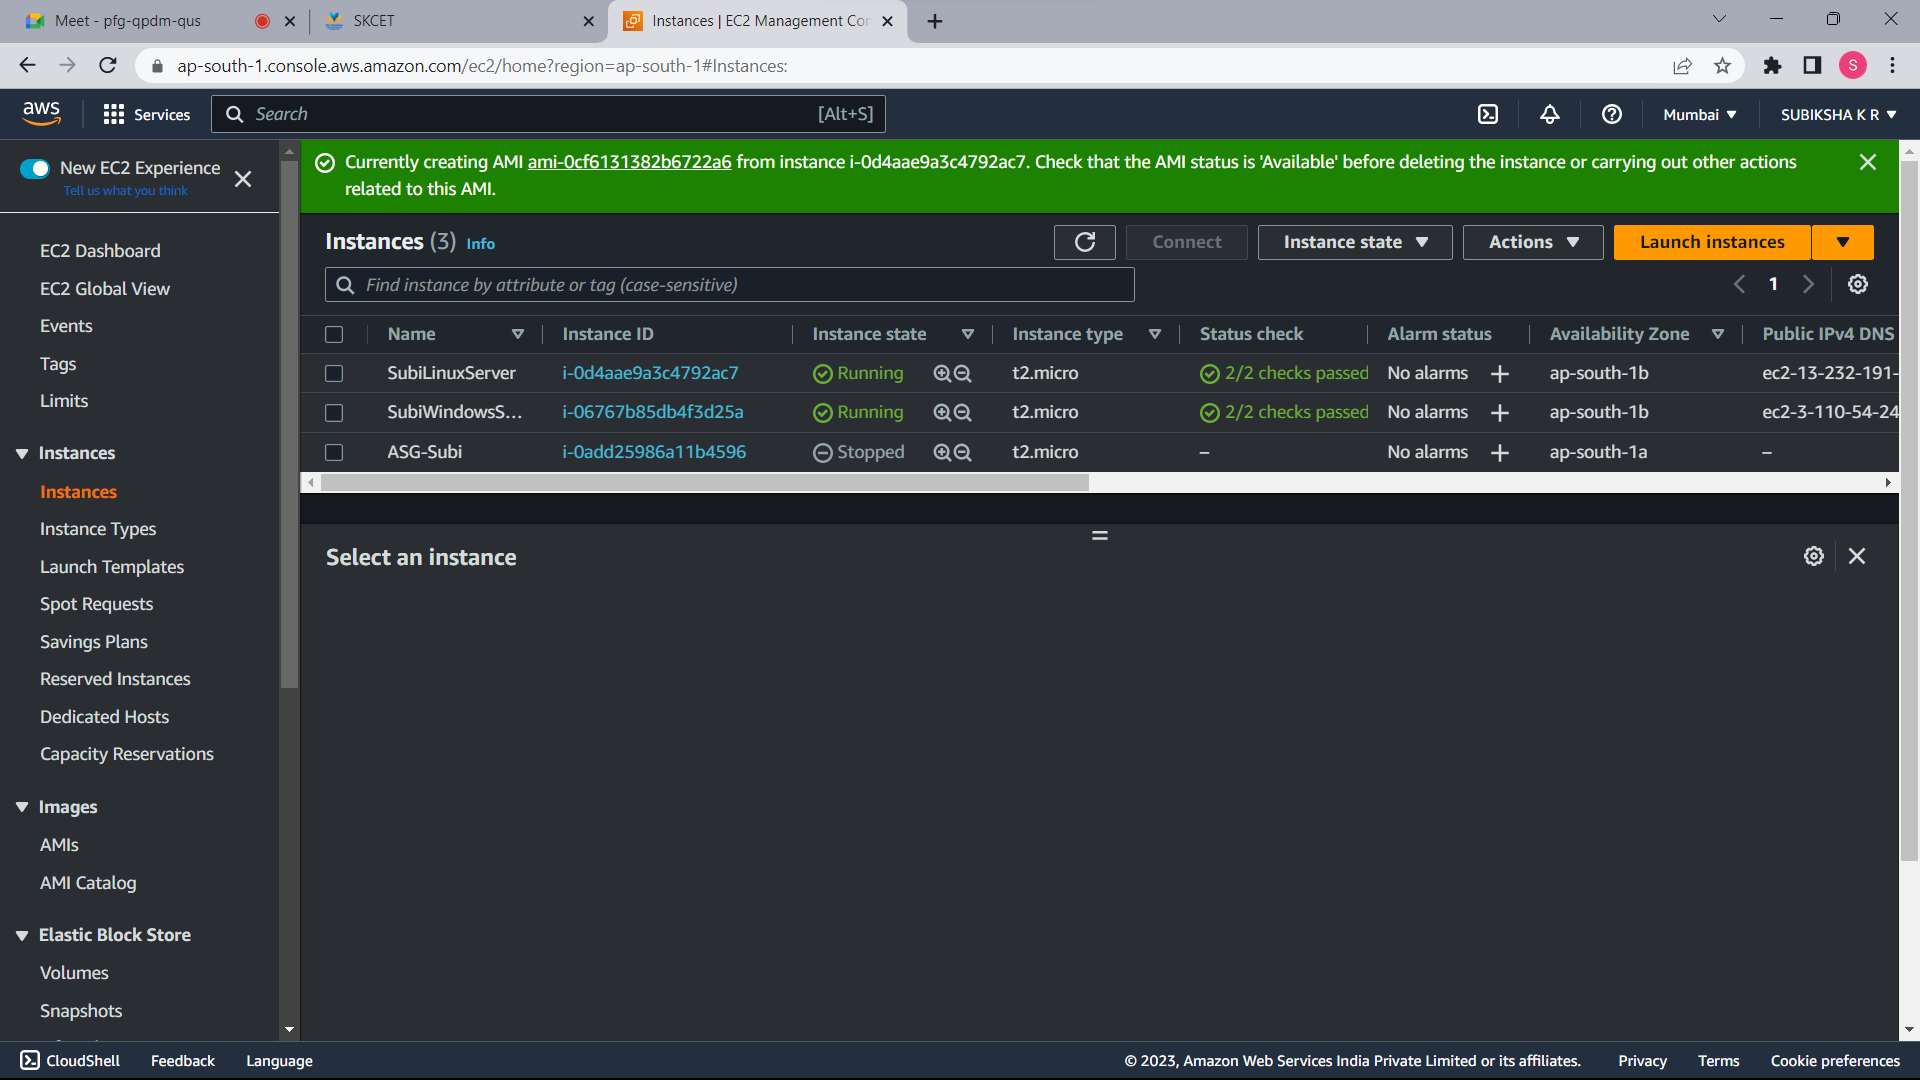 Meet - pfg-qpdm-qus
SKCET
Instances | EC2 Management Con
ap-south-1.console.aws.amazon.com/ec2/home?region=ap-south-1#Instances:
S
aws
Services
Search
[Alt+S]
Mumbai
SUBIKSHA K R
New EC2 Experience
Tell us what you think
EC2 Dashboard
EC2 Global View
Events
Tags
Limits
Instances
Instances
Instance Types
Launch Templates
Spot Requests
Savings Plans
Reserved Instances
Dedicated Hosts
Capacity Reservations
Images
AMIs
AMI Catalog
Elastic Block Store
Volumes
Snapshots
Currently creating AMI ami-0cf6131382b6722a6 from instance i-0d4aae9a3c4792ac7. Check that the AMI status is 'Available' before deleting the instance or carrying out other actions
related to this AMI.
Instances (3) Info
Connect
Instance state
Actions
Launch instances
Find instance by attribute or tag (case-sensitive)
1
Name Instance ID Instance state Instance type Status check Alarm status Availability Zone Public IPv4 DNS
SubiLinuxServer i-0d4aae9a3c4792ac7 Running t2.micro 2/2 checks passed No alarms + ap-south-1b ec2-13-232-191-
SubiWindowsS... i-06767b85db4f3d25a Running t2.micro 2/2 checks passed No alarms + ap-south-1b ec2-3-110-54-24
ASG-Subi i-0add25986a11b4596 Stopped t2.micro – No alarms + ap-south-1a –
Select an instance
CloudShell Feedback Language
© 2023, Amazon Web Services India Private Limited or its affiliates. Privacy Terms Cookie preferences